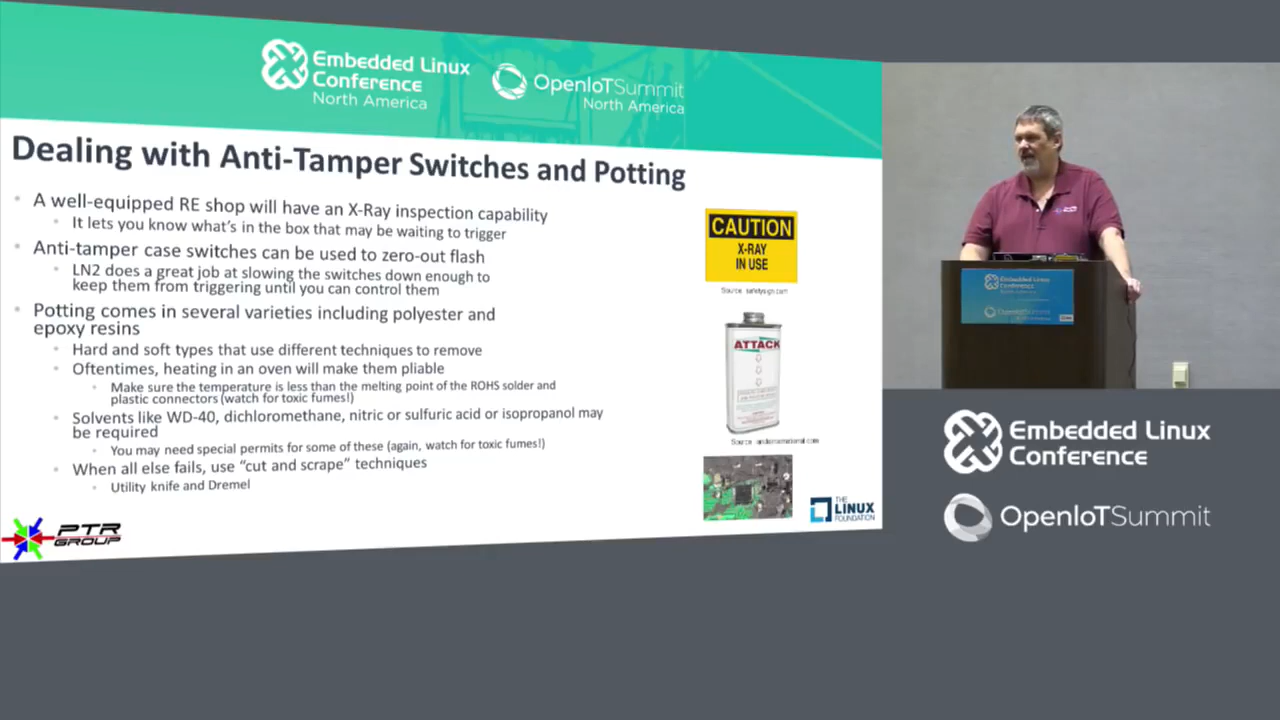 Embedded Linux
Conference
North America
OpenIoTSummit
North America
Dealing with Anti-Tamper Switches and Potting
A well-equipped RE shop will have an X-Ray inspection capability
It lets you know what's in the box that may be waiting to trigger
Anti-tamper case switches can be used to zero-out flash
LN2 does a great job at slowing the switches down enough to
keep them from triggering until you can control them
Potting comes in several varieties including polyester and
epoxy resins
Hard and soft types that use different techniques to remove
Oftentimes, heating in an oven will make them pliable
Make sure the temperature is less than the melting point of the ROHS solder and
plastic connectors (watch for toxic fumes!)
Solvents like WD-40, dichloromethane, nitric or sulfuric acid or isopropanol may
be required
You may need special permits for some of these (again, watch for toxic fumes!)
When all else fails, use "cut and scrape" techniques
Utility knife and Dremel
CAUTION
X-RAY
IN USE
Source:
ATTACK
Source:
PTR
GROUP
THE
LINUX
FOUNDATION
Embedded Linux
Conference
OpenIoTSummit
Embedded Linux
Conference
OpenIoTSummit